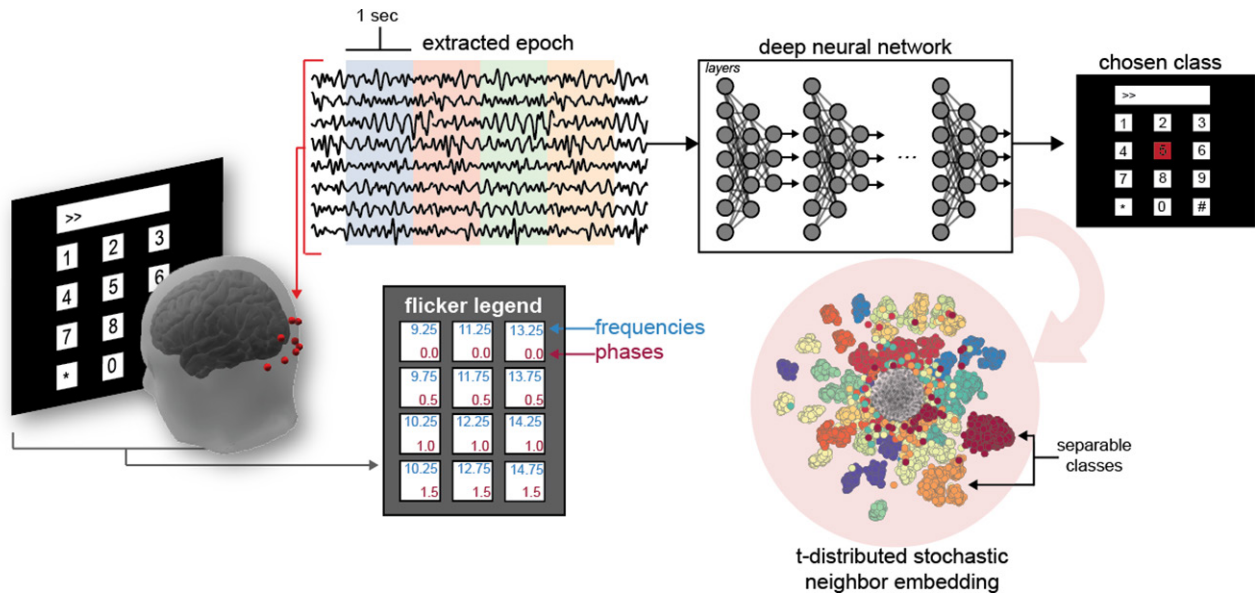 1 sec
extracted epoch
deep neural network
layers
...
chosen class
>>
1 2 3
4 5 6
7 8 9
* 0 #
>>
1 2 3
4 5 6
7 8
* 0
flicker legend
9.25 11.25 13.25
0.0 0.0 0.0
9.75 11.75 13.75
0.5 0.5 0.5
10.25 12.25 14.25
1.0 1.0 1.0
10.25 12.75 14.75
1.5 1.5 1.5
frequencies
phases
separable
classes
t-distributed stochastic
neighbor embedding